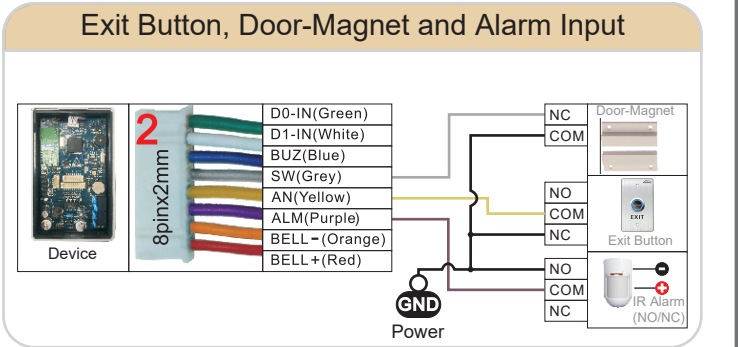 Exit Button, Door-Magnet and Alarm Input
2
8pinx2mm
Device
D0-IN(Green)
D1-IN(White)
BUZ(Blue)
SW(Grey)
AN(Yellow)
ALM(Purple)
BELL-(Orange)
BELL+(Red)
NC
COM
Door-Magnet
NO
COM
NC
EXIT
Exit Button
NO
COM
NC
IR Alarm
(NO/NC)
GND
Power